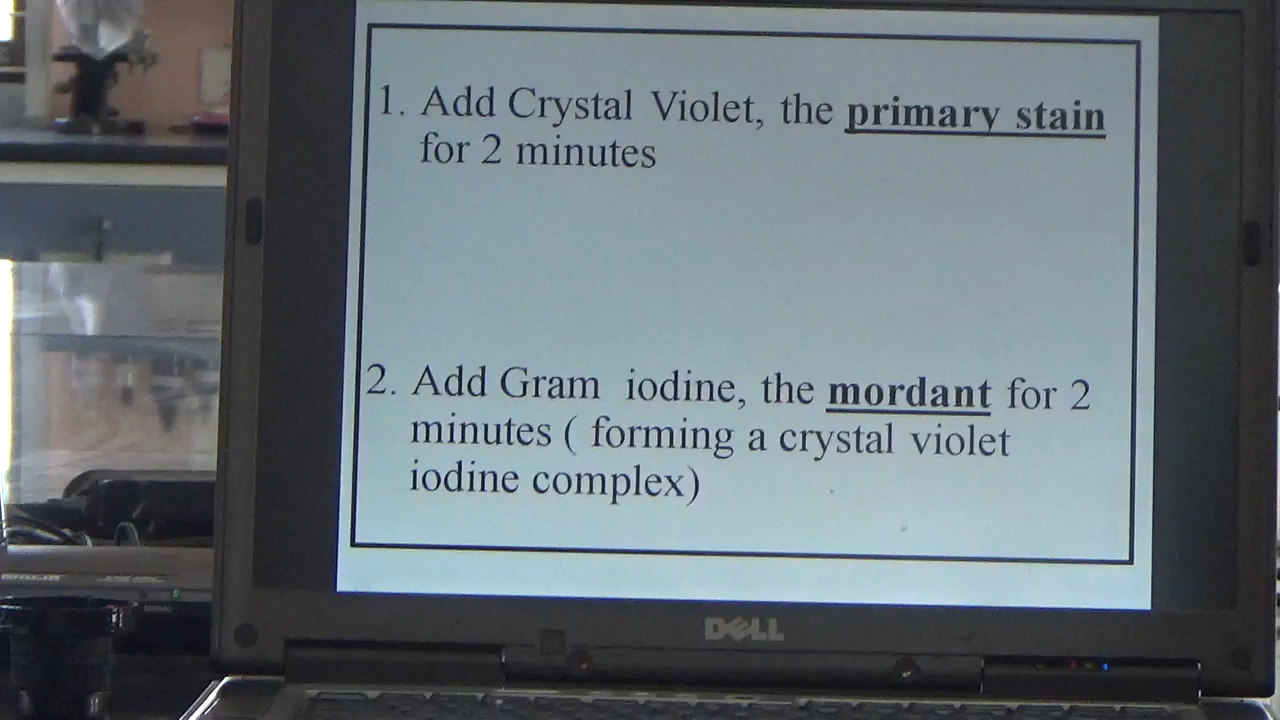 1. Add Crystal Violet, the primary stain
for 2 minutes
2. Add Gram iodine, the mordant for 2
minutes ( forming a crystal violet
iodine complex)
DELL